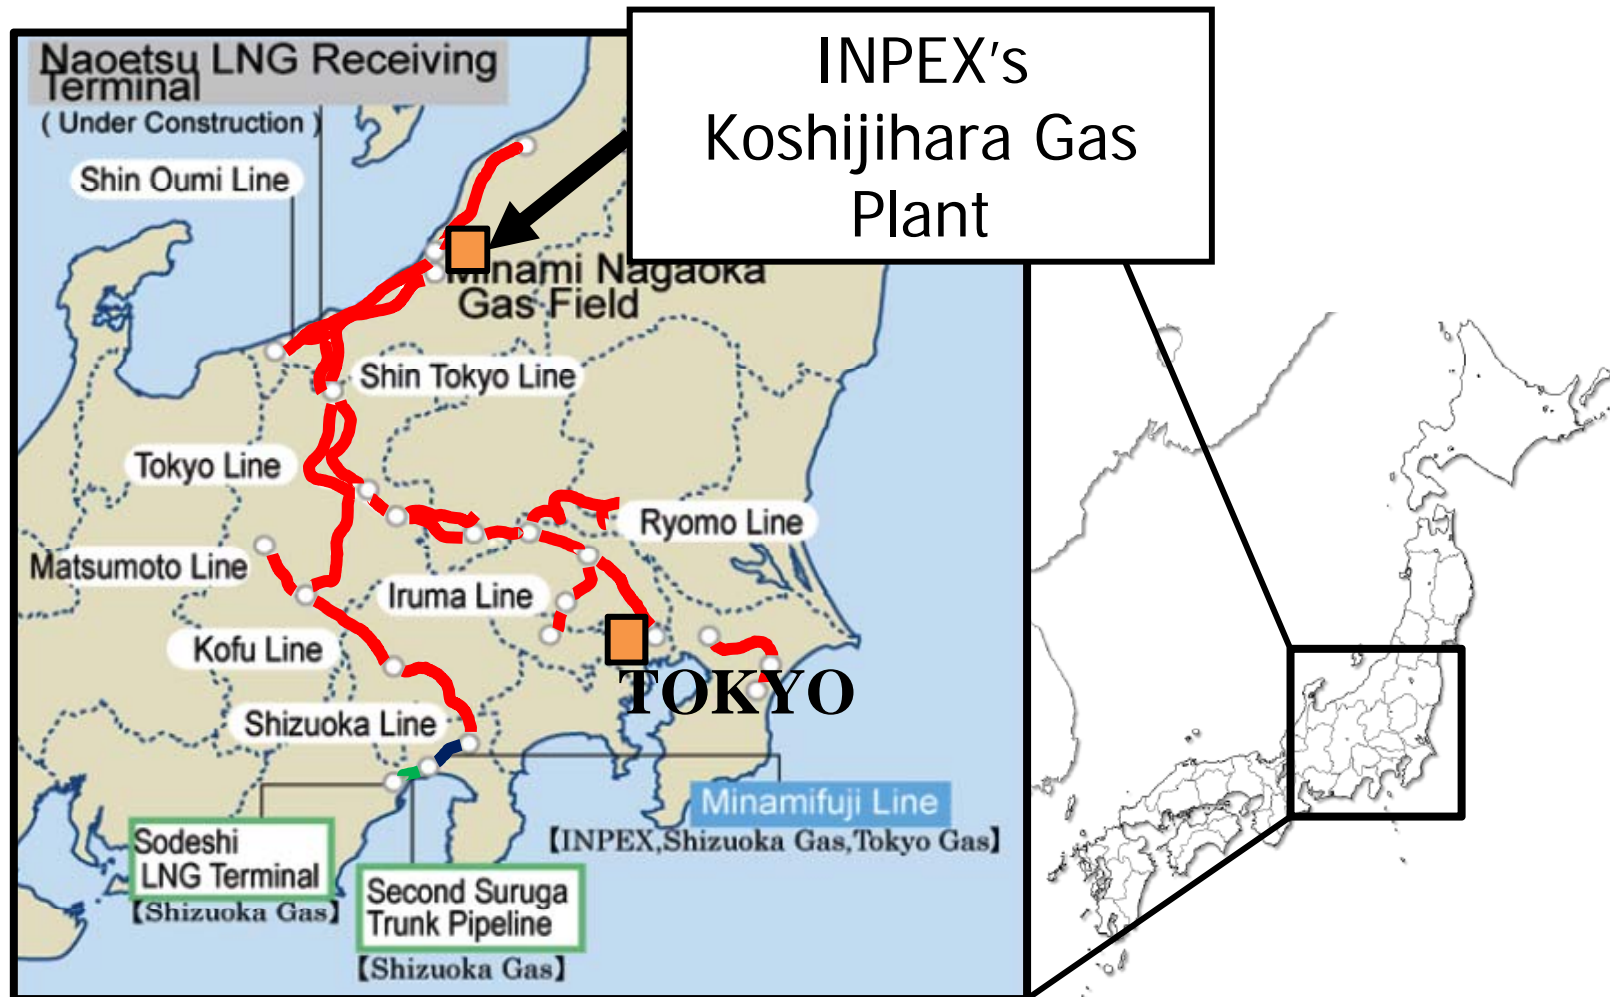 Naoetsu LNG Receiving
Terminal
( Under Construction )
INPEX's
Koshijihara Gas
Plant
Shin Oumi Line
Minami Nagaoka
Gas Field
Shin Tokyo Line
Tokyo Line
Ryomo Line
Matsumoto Line
Iruma Line
Kofu Line
TOKYO
Shizuoka Line
Minamifuji Line
【INPEX,Shizuoka Gas,Tokyo Gas】
Sodeshi
LNG Terminal
【Shizuoka Gas】
Second Suruga
Trunk Pipeline
【Shizuoka Gas】